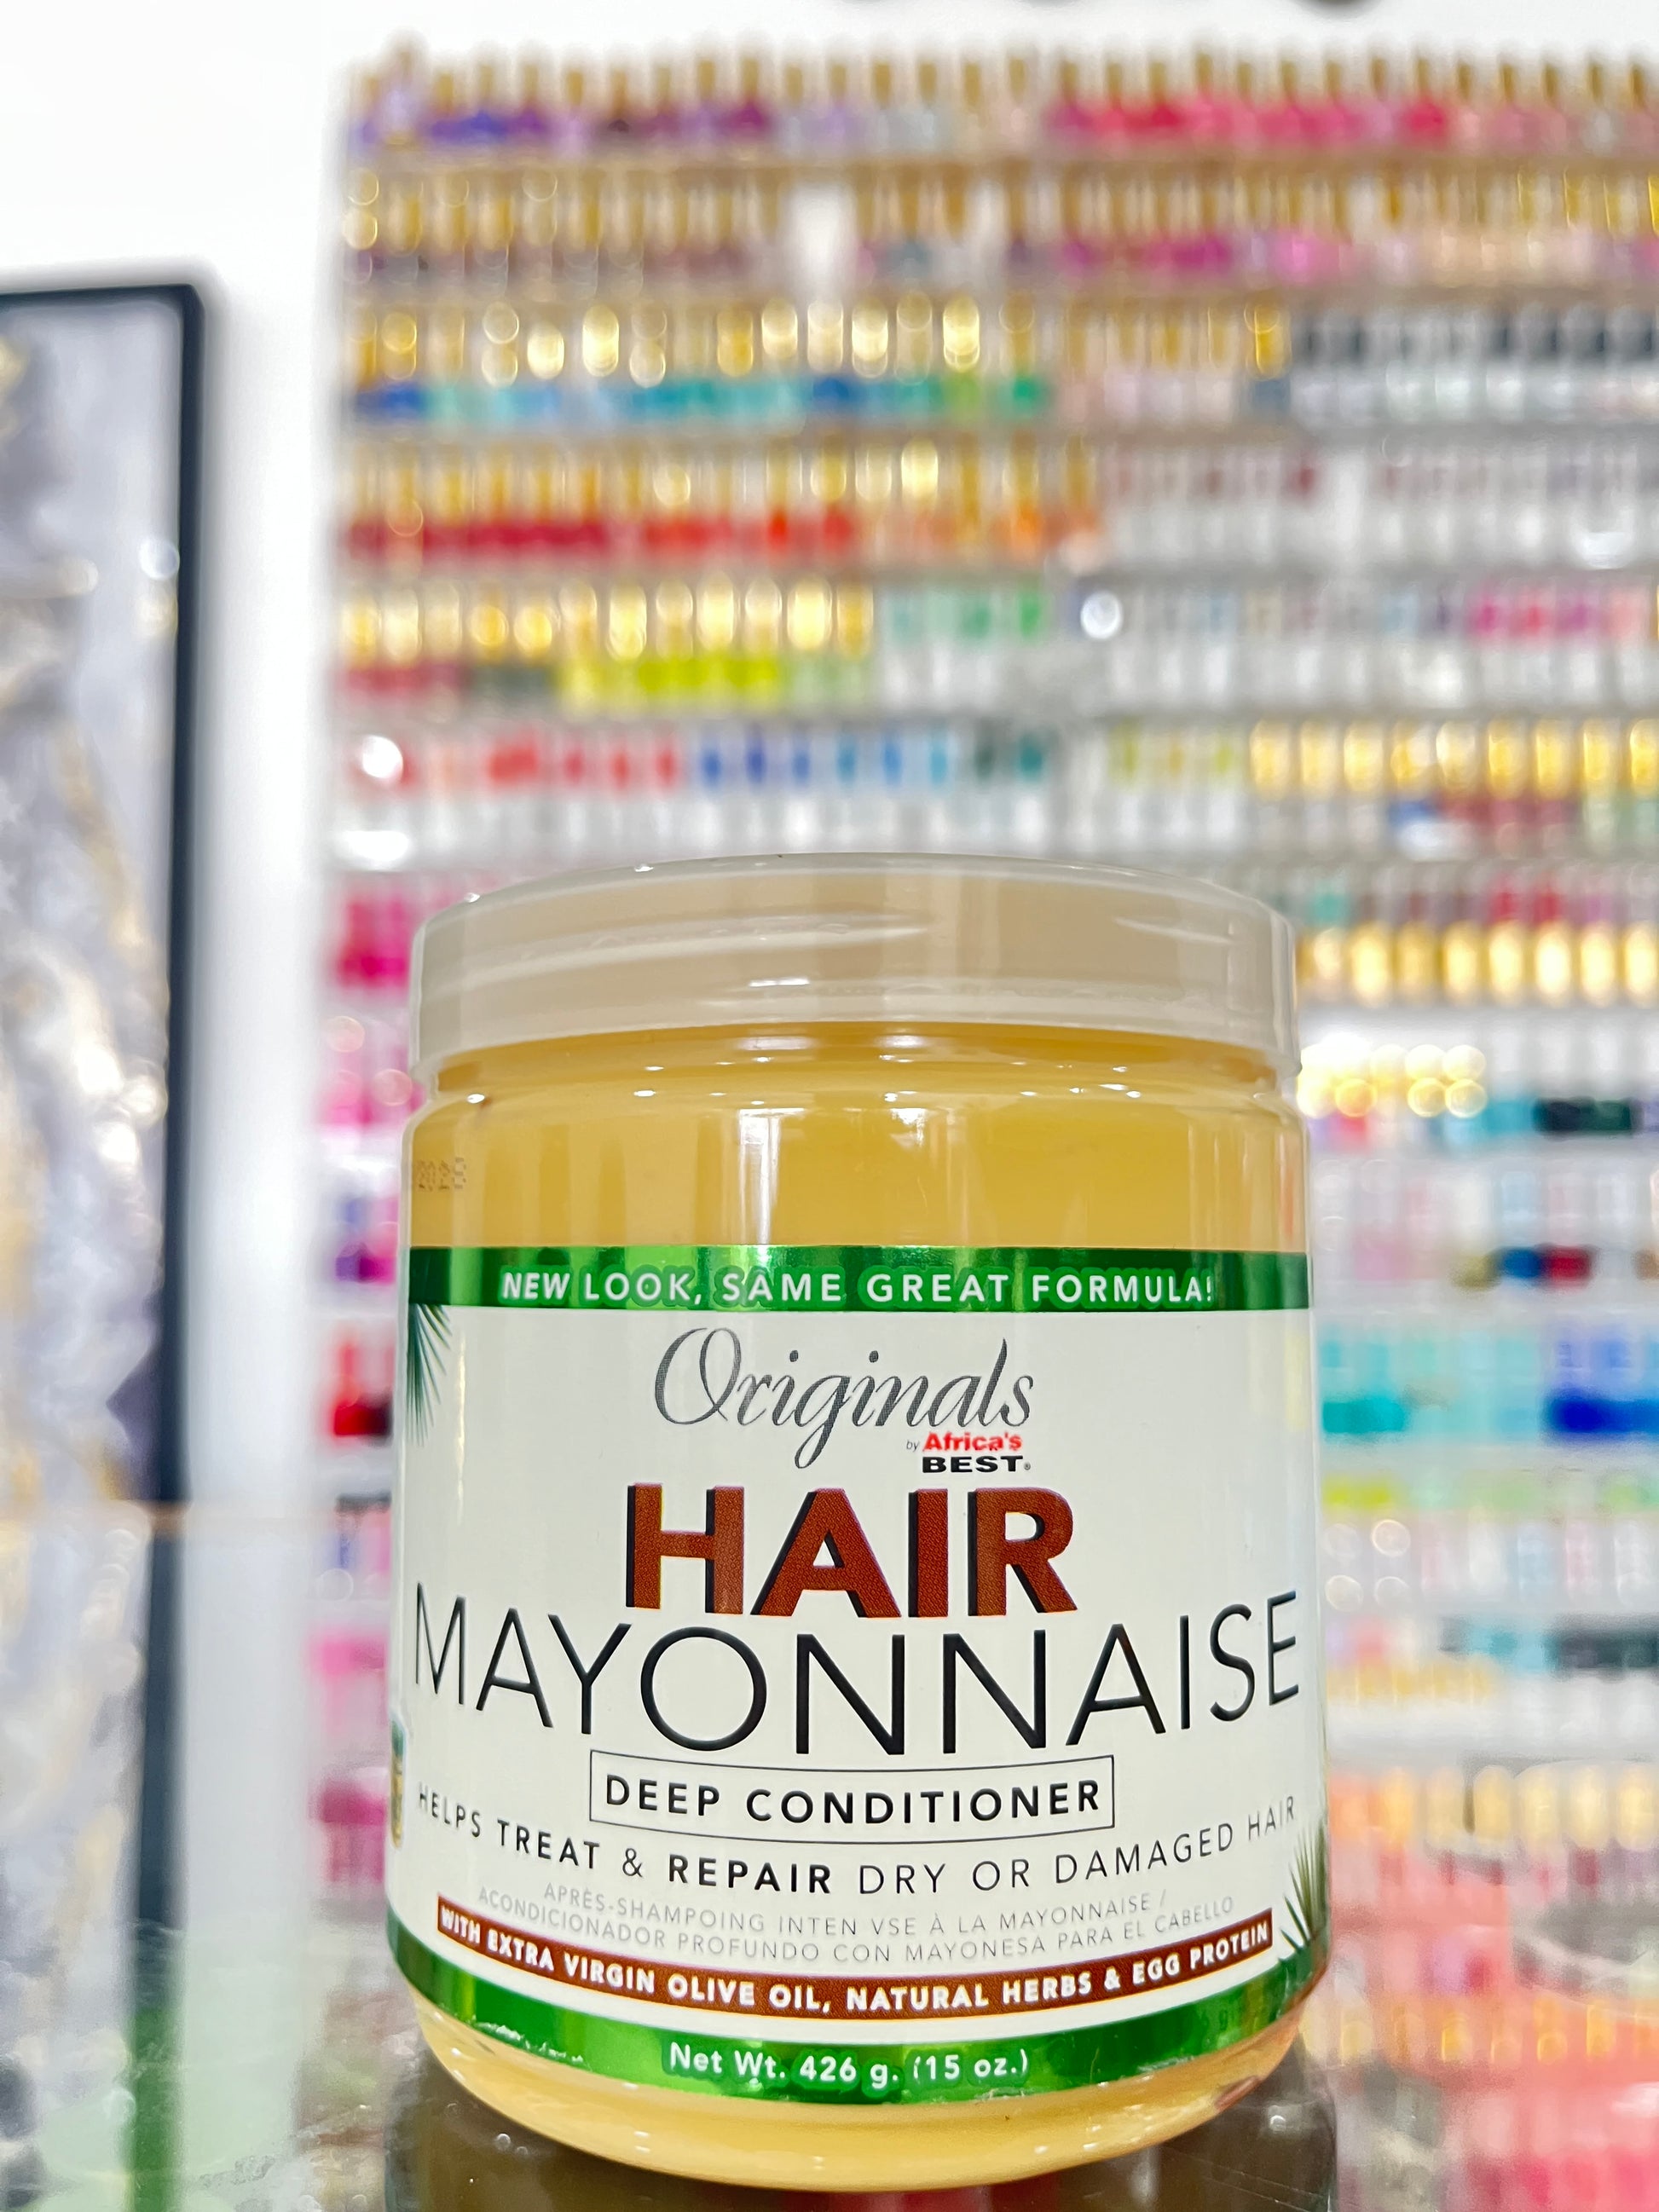 2028
NEW LOOK, SAME GREAT FORMULA!
Originals
by Africa's
BEST®
HAIR
MAYONNAISE
DEEP CONDITIONER
HELPS TREAT & REPAIR DRY OR DAMAGED HAIR
APRÈS-SHAMPOING INTEN VSE À LA MAYONNAISE /
ACONDICIONADOR PROFUNDO CON MAYONESA PARA EL CABELLO
WITH EXTRA VIRGIN OLIVE OIL, NATURAL HERBS & EGG PROTEIN
Net Wt. 426 g. (15 oz.)